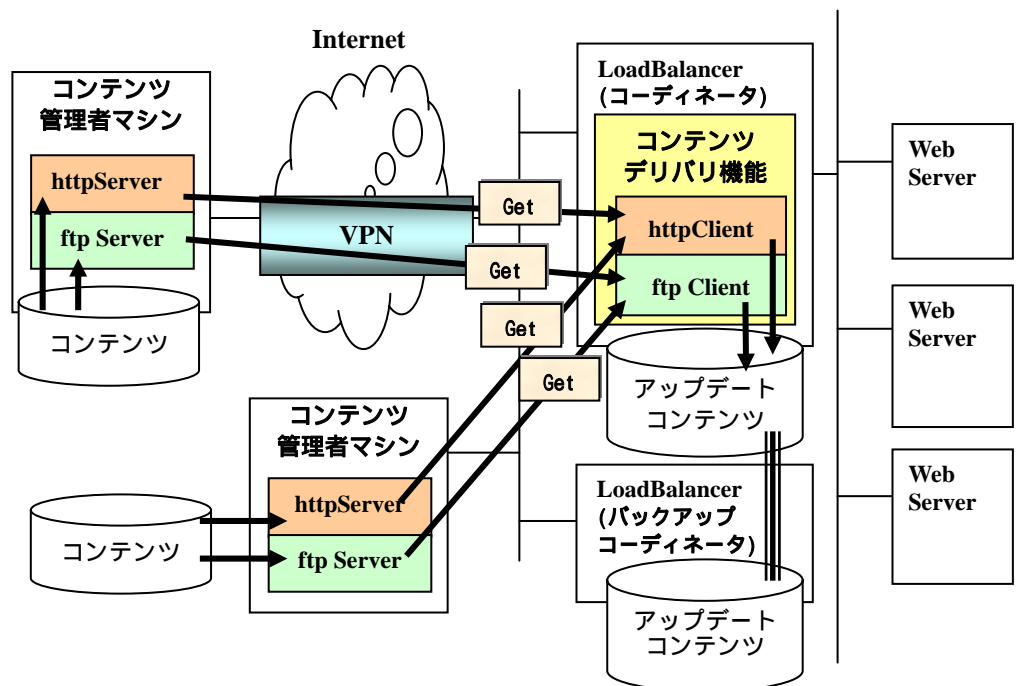 Internet
コンテンツ
管理者マシン
httpServer
ftp Server
コンテンツ
VPN
Get
Get
Get
Get
LoadBalancer
(コーディネータ)
コンテンツ
デリバリ機能
httpClient
ftp Client
アップデート
コンテンツ
Web
Server
Web
Server
Web
Server
コンテンツ
管理者マシン
httpServer
ftp Server
コンテンツ
LoadBalancer
(バックアップ
コーディネータ)
アップデート
コンテンツ